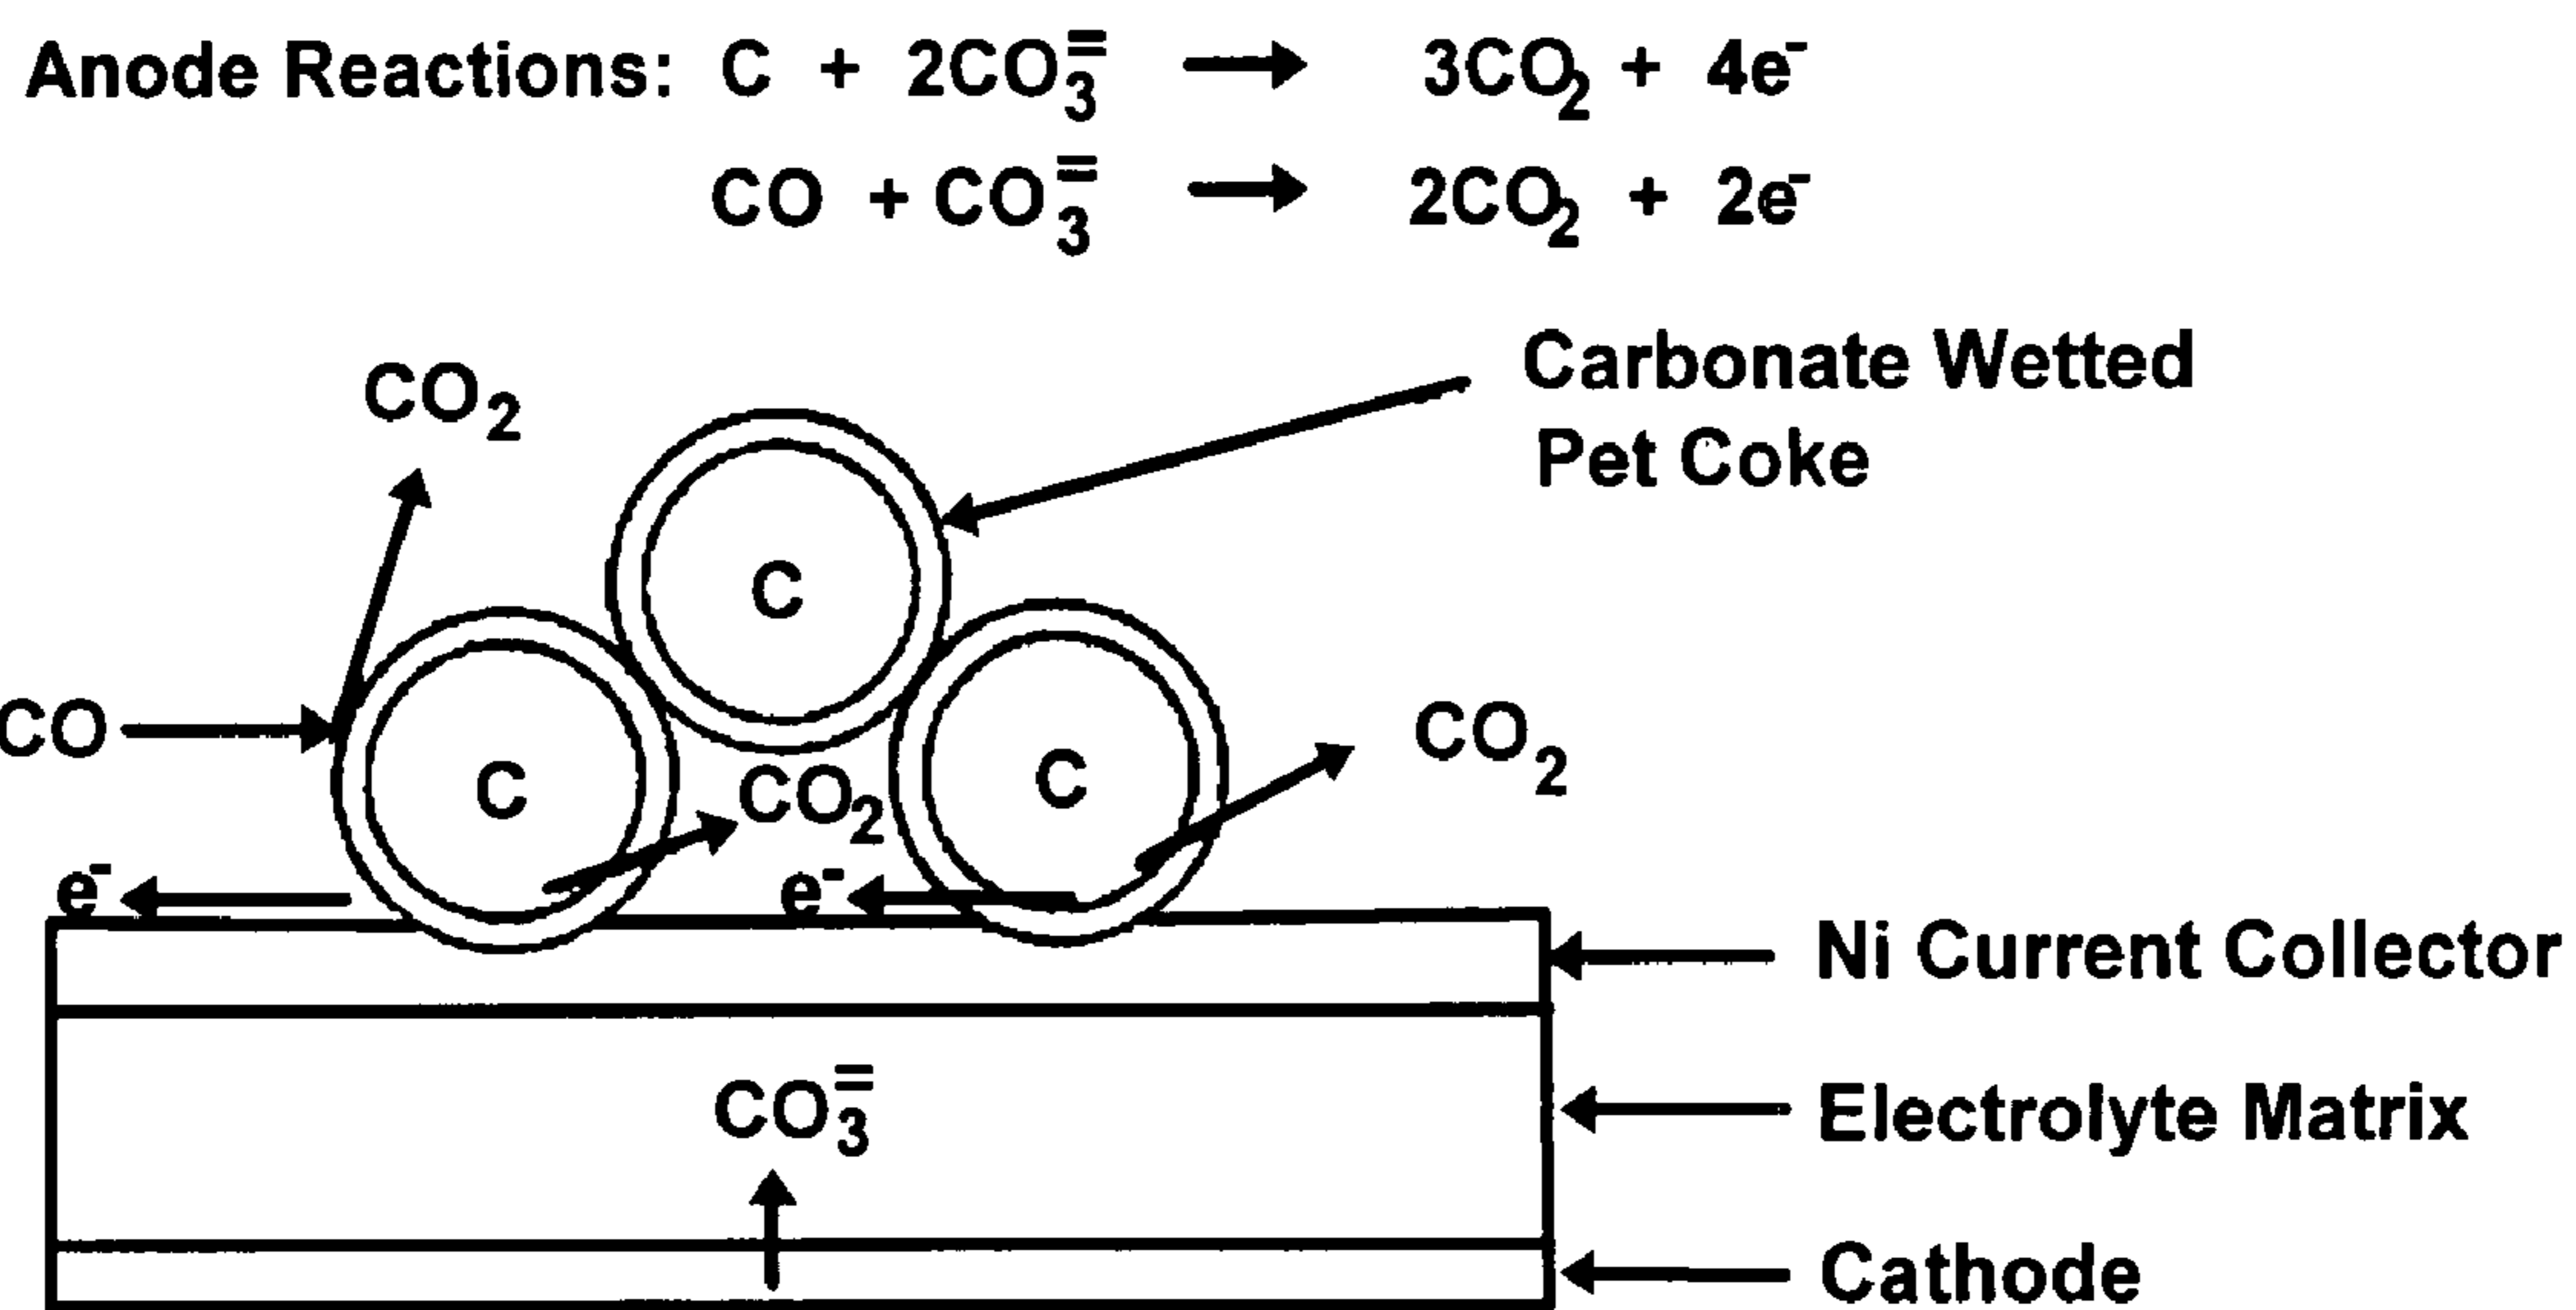 Anode Reactions: C + 2CO₃⁼ → 3CO₂ + 4e⁻
CO + CO₃⁼ → 2CO₂ + 2e⁻
Carbonate Wetted
Pet Coke
CO₂
C
CO
C
CO₂
C
CO₂
e⁻
e⁻
Ni Current Collector
CO₃⁼
Electrolyte Matrix
Cathode